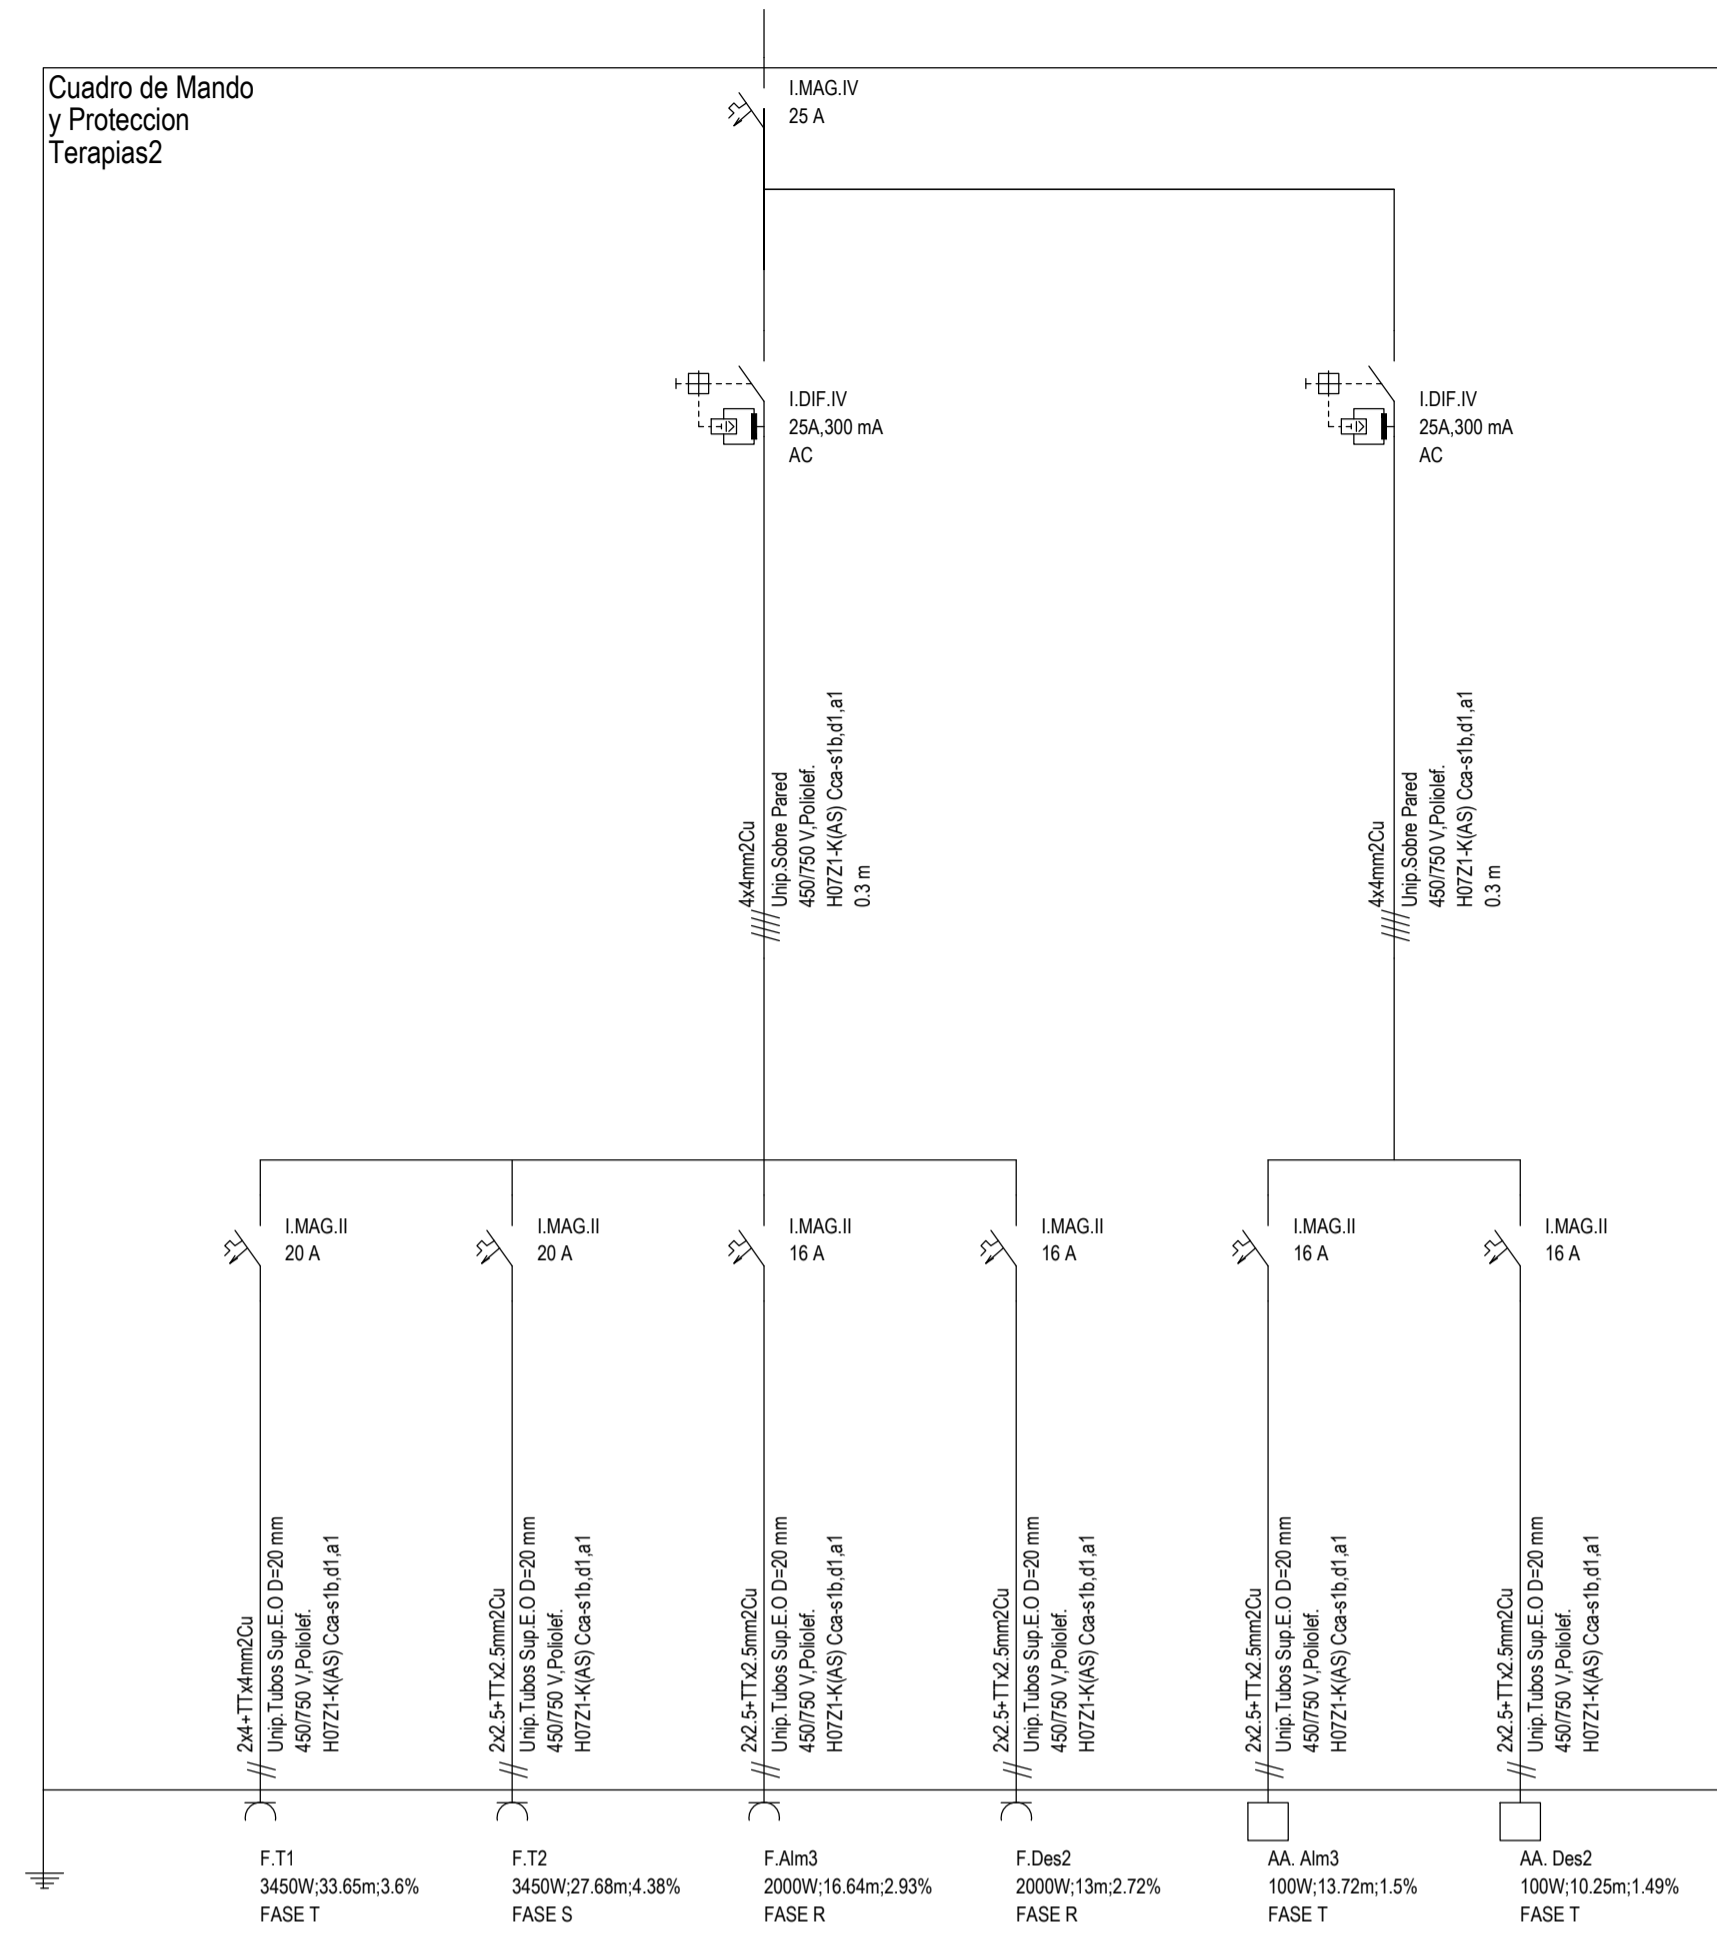 Cuadro de Mando
y Proteccion
Terapias2
I.MAG.IV
25 A
I.DIF.IV
25A,300 mA
AC
I.DIF.IV
25A,300 mA
AC
4x4mm2Cu
Unip.Sobre Pared
450/750 V,Poliolef.
H07Z1-K(AS) Cca-s1b,d1,a1
0.3 m
4x4mm2Cu
Unip.Sobre Pared
450/750 V,Poliolef.
H07Z1-K(AS) Cca-s1b,d1,a1
0.3 m
I.MAG.II
20 A
I.MAG.II
20 A
I.MAG.II
16 A
I.MAG.II
16 A
I.MAG.II
16 A
I.MAG.II
16 A
2x4+TTx4mm2Cu
Unip.Tubos Sup.E.O D=20 mm
450/750 V,Poliolef.
H07Z1-K(AS) Cca-s1b,d1,a1
2x2.5+TTx2.5mm2Cu
Unip.Tubos Sup.E.O D=20 mm
450/750 V,Poliolef.
H07Z1-K(AS) Cca-s1b,d1,a1
2x2.5+TTx2.5mm2Cu
Unip.Tubos Sup.E.O D=20 mm
450/750 V,Poliolef.
H07Z1-K(AS) Cca-s1b,d1,a1
2x2.5+TTx2.5mm2Cu
Unip.Tubos Sup.E.O D=20 mm
450/750 V,Poliolef.
H07Z1-K(AS) Cca-s1b,d1,a1
2x2.5+TTx2.5mm2Cu
Unip.Tubos Sup.E.O D=20 mm
450/750 V,Poliolef.
H07Z1-K(AS) Cca-s1b,d1,a1
2x2.5+TTx2.5mm2Cu
Unip.Tubos Sup.E.O D=20 mm
450/750 V,Poliolef.
H07Z1-K(AS) Cca-s1b,d1,a1
F.T1
3450W;33.65m;3.6%
FASE T
F.T2
3450W;27.68m;4.38%
FASE S
F.Alm3
2000W;16.64m;2.93%
FASE R
F.Des2
2000W;13m;2.72%
FASE R
AA. Alm3
100W;13.72m;1.5%
FASE T
AA. Des2
100W;10.25m;1.49%
FASE T